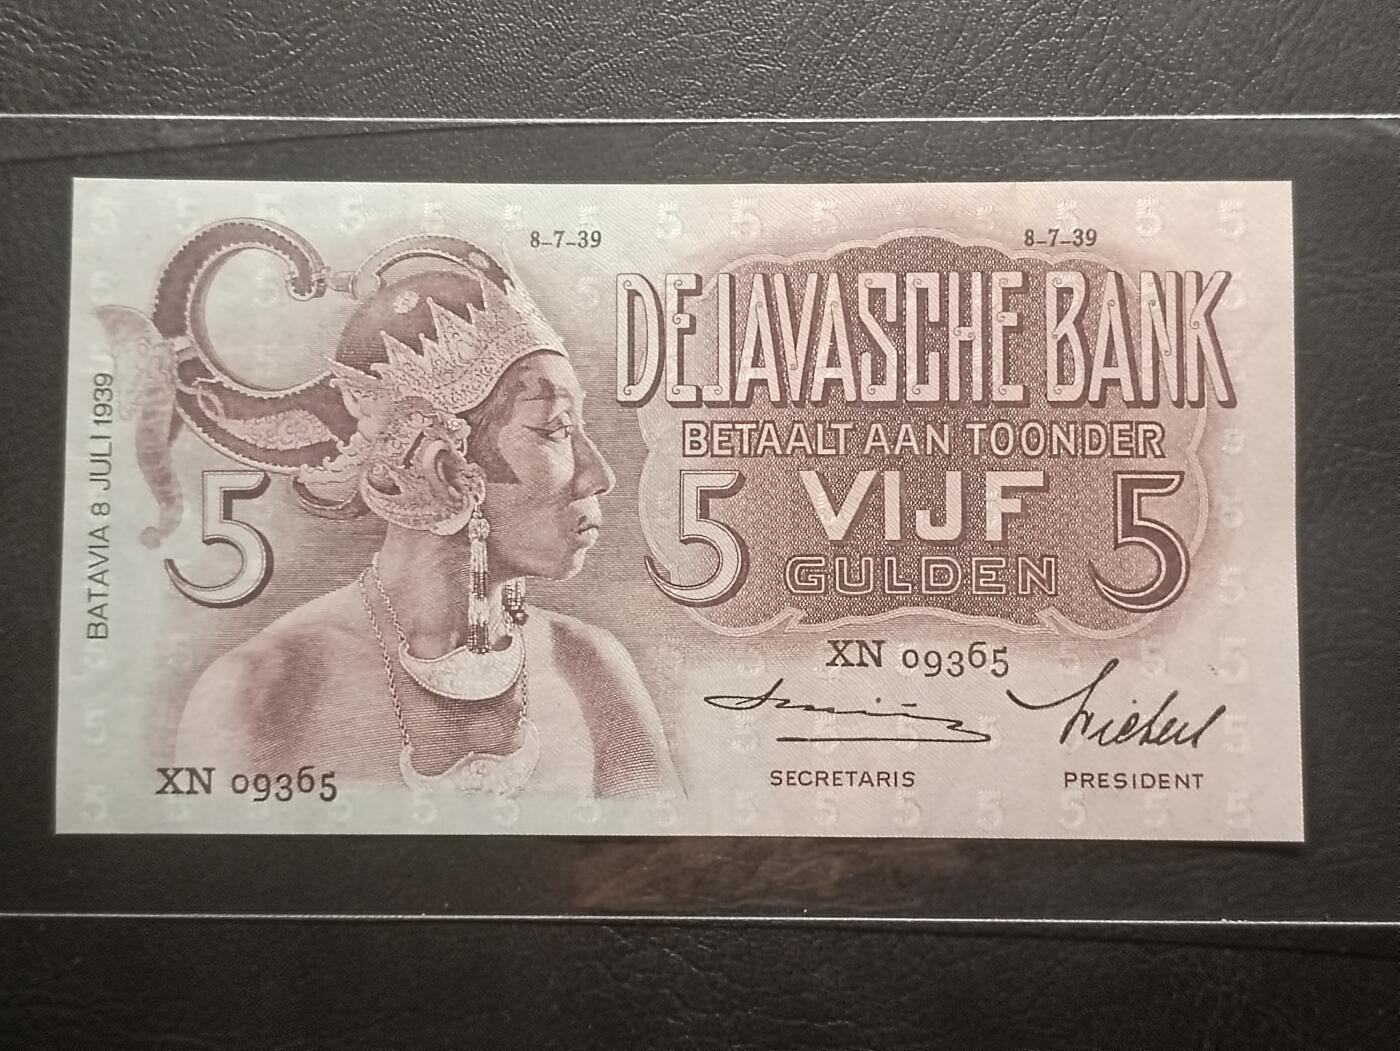 8-7-39
8-7-39
DE JAVASCHE BANK
BETAALT AAN TOONDER
5 VIJF 5
GULDEN
5
BATAVIA 8 JULI 1939
XN 09365
XN 09365
SECRETARIS
PRESIDENT